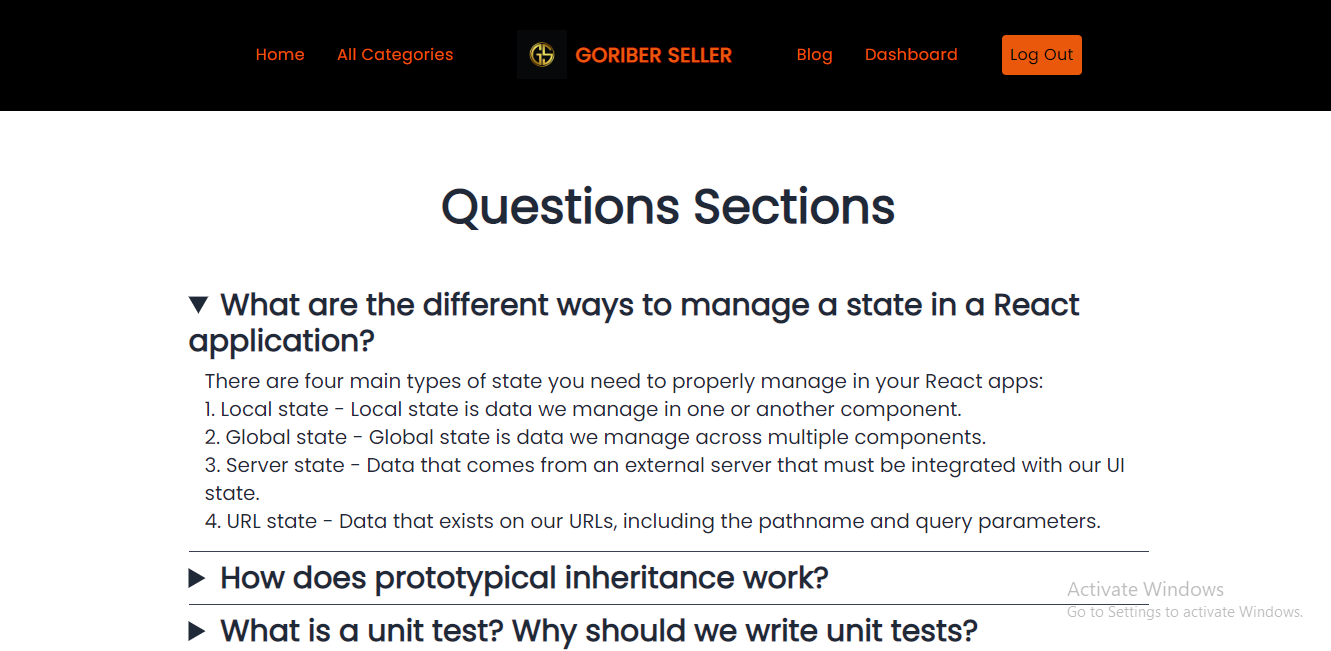 Home All Categories GS GORIBER SELLER Blog Dashboard Log Out
Questions Sections
What are the different ways to manage a state in a React
application?
There are four main types of state you need to properly manage in your React apps:
1. Local state - Local state is data we manage in one or another component.
2. Global state - Global state is data we manage across multiple components.
3. Server state - Data that comes from an external server that must be integrated with our UI
state.
4. URL state - Data that exists on our URLs, including the pathname and query parameters.
How does prototypical inheritance work?
What is a unit test? Why should we write unit tests?
Activate Windows
Go to Settings to activate Windows.